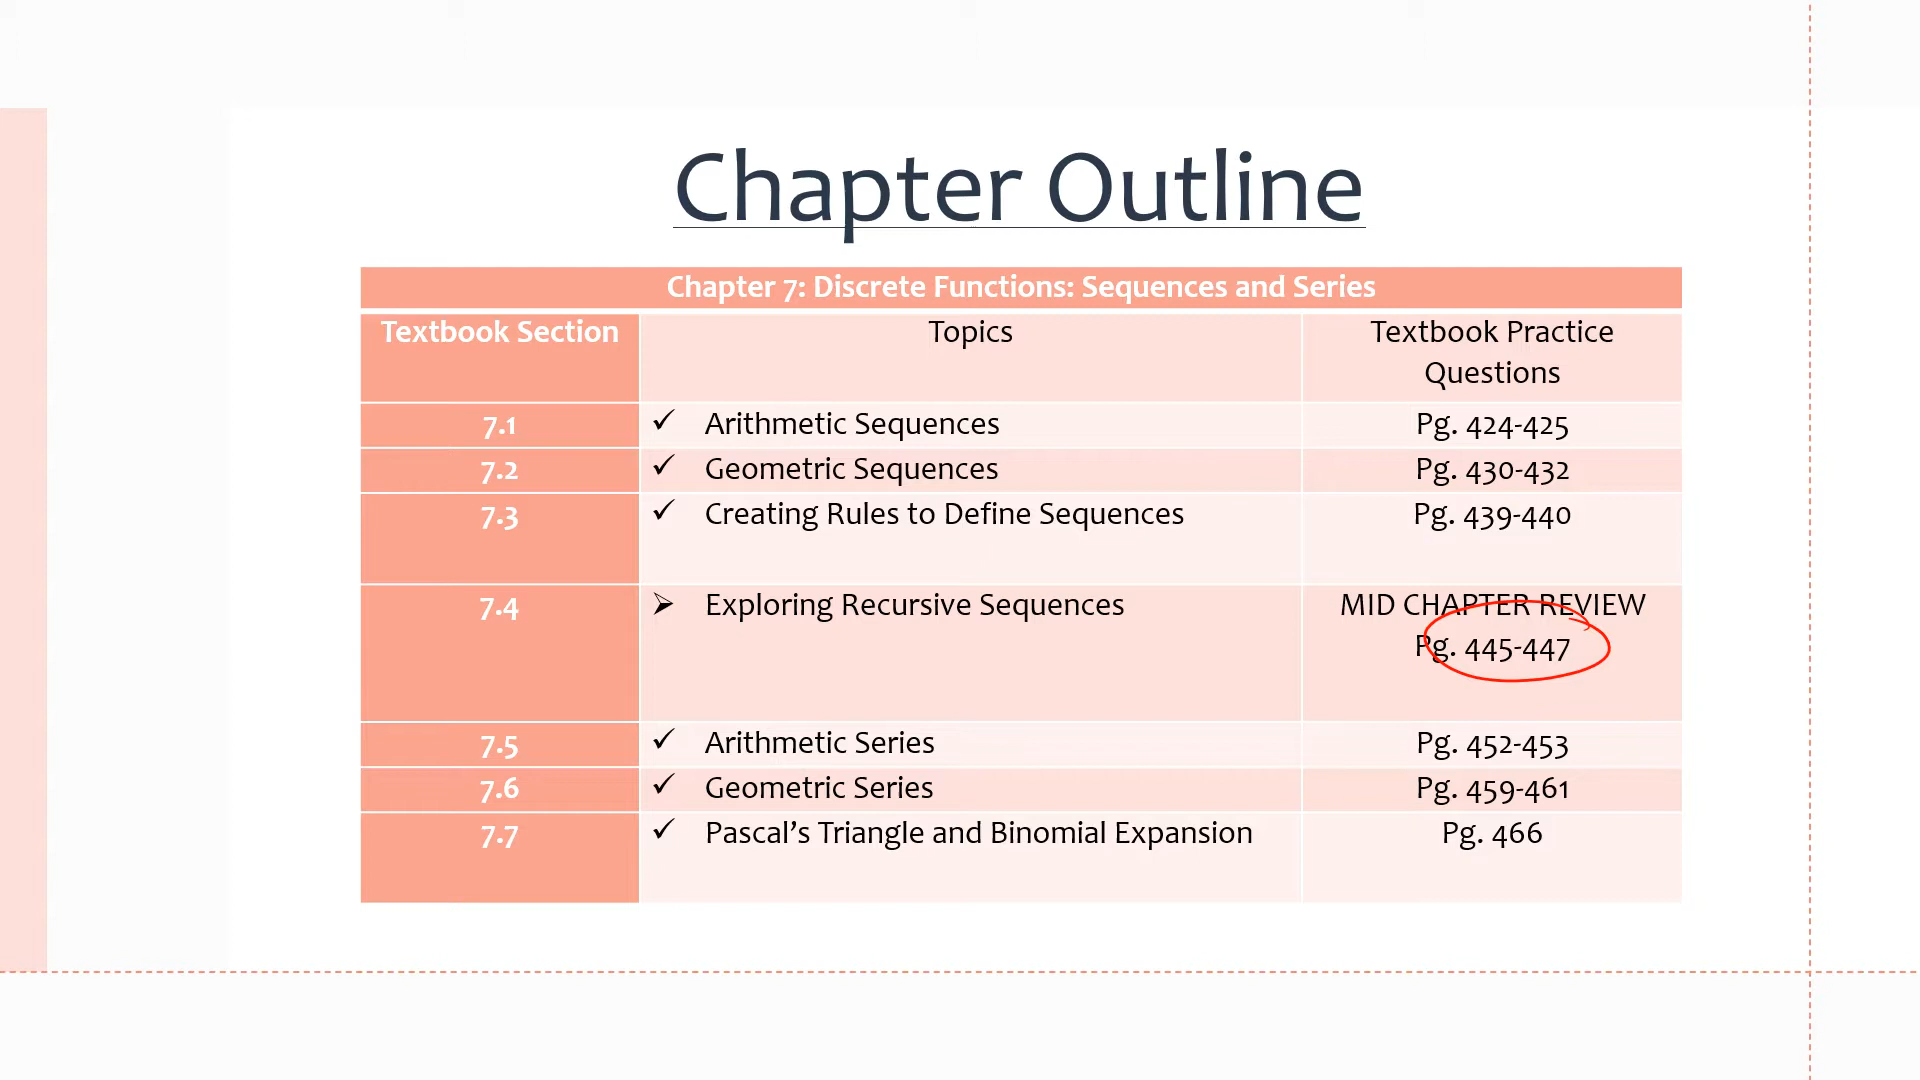 Chapter Outline
Chapter 7: Discrete Functions: Sequences and Series
Textbook Section
Topics
Textbook Practice
Questions
7.1
✓ Arithmetic Sequences
Pg. 424-425
7.2
✓ Geometric Sequences
Pg. 430-432
7.3
✓ Creating Rules to Define Sequences
Pg. 439-440
7.4
➢ Exploring Recursive Sequences
MID CHAPTER REVIEW
Pg. 445-447
7.5
✓ Arithmetic Series
Pg. 452-453
7.6
✓ Geometric Series
Pg. 459-461
7.7
✓ Pascal’s Triangle and Binomial Expansion
Pg. 466